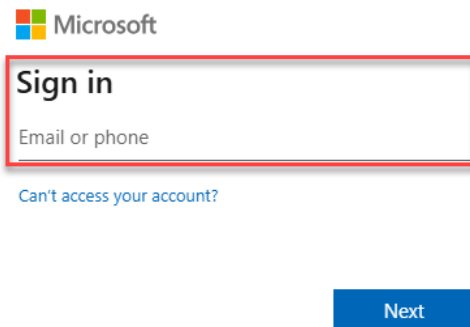 Microsoft
Sign in
Email or phone
Can't access your account?
Next